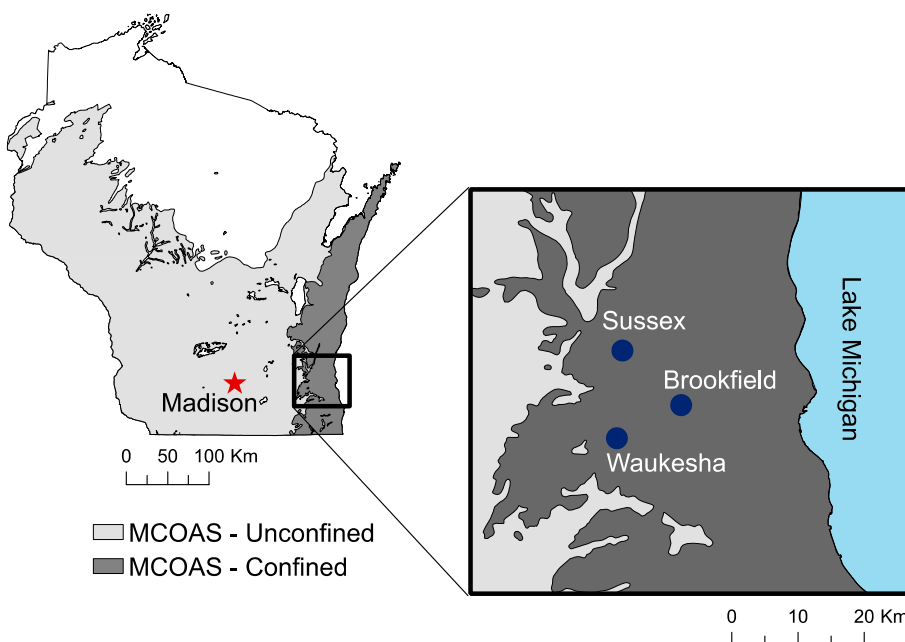 Madison
0 50 100 Km
MCOAS - Unconfined
MCOAS - Confined
Sussex
Brookfield
Waukesha
Lake Michigan
0 10 20 Km